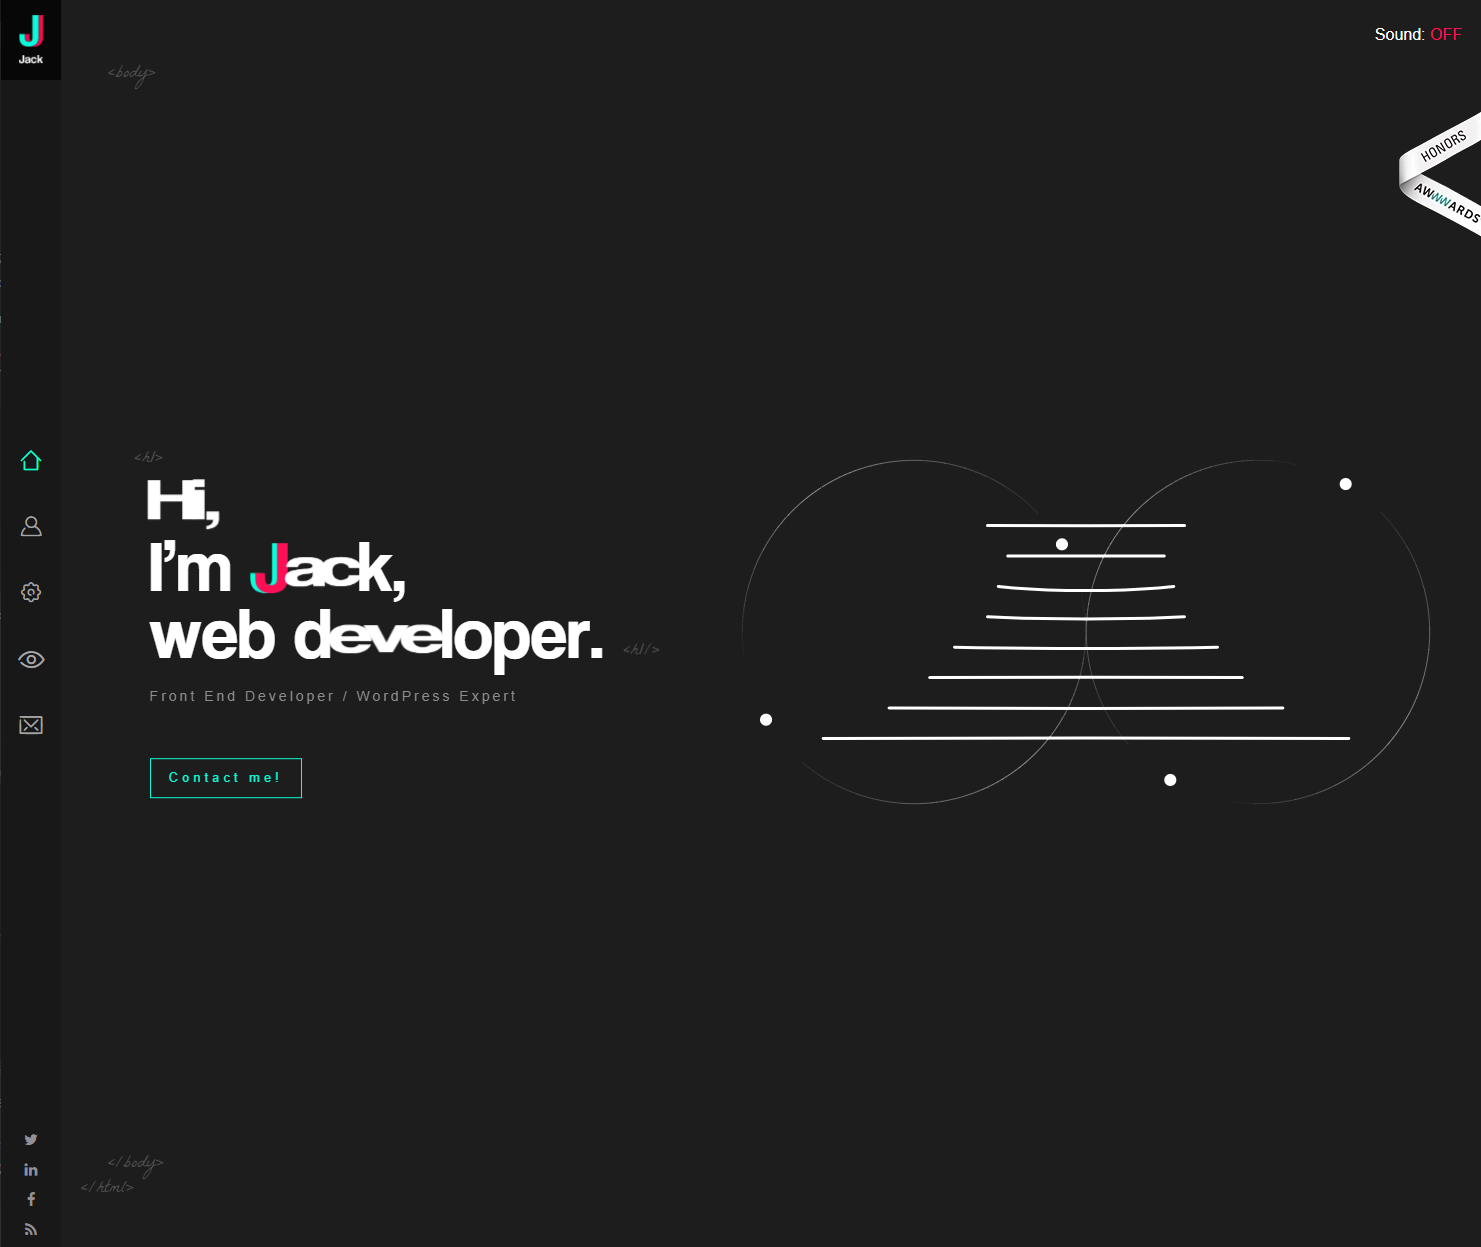 Jack
Sound: OFF
<body>
HONORS
AWWWARDS
<h1>
Hi,
I'm Jack,
web developer.
<h1/>
Front End Developer / WordPress Expert
Contact me!
</body>
</html>